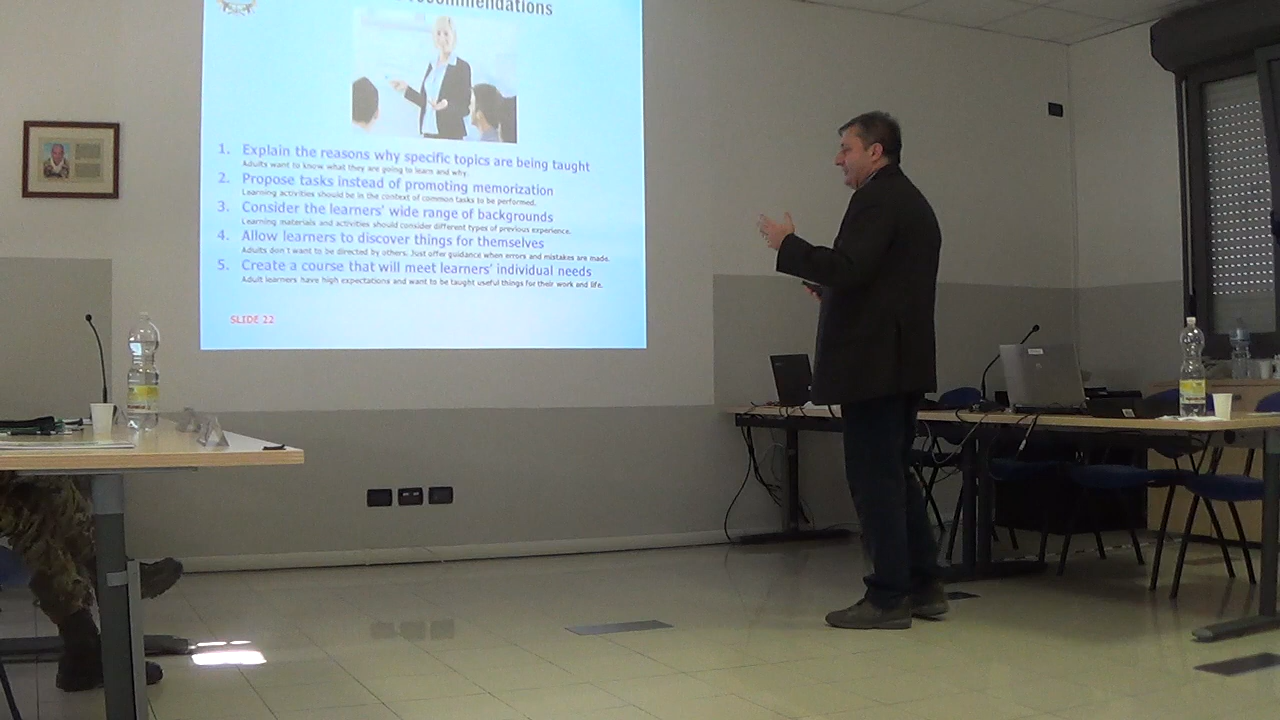 recommendations
1. Explain the reasons why specific topics are being taught
Adults want to know what they are going to learn and why.
2. Propose tasks instead of promoting memorization
Learning activities should be in the context of common tasks to be performed.
3. Consider the learners' wide range of backgrounds
Learning materials and activities should consider different types of previous experience.
4. Allow learners to discover things for themselves
Adults don't want to be directed by others. Just offer guidance when errors and mistakes are made.
5. Create a course that will meet learners' individual needs
Adult learners have high expectations and want to be taught useful things for their work and life.
SLIDE 22